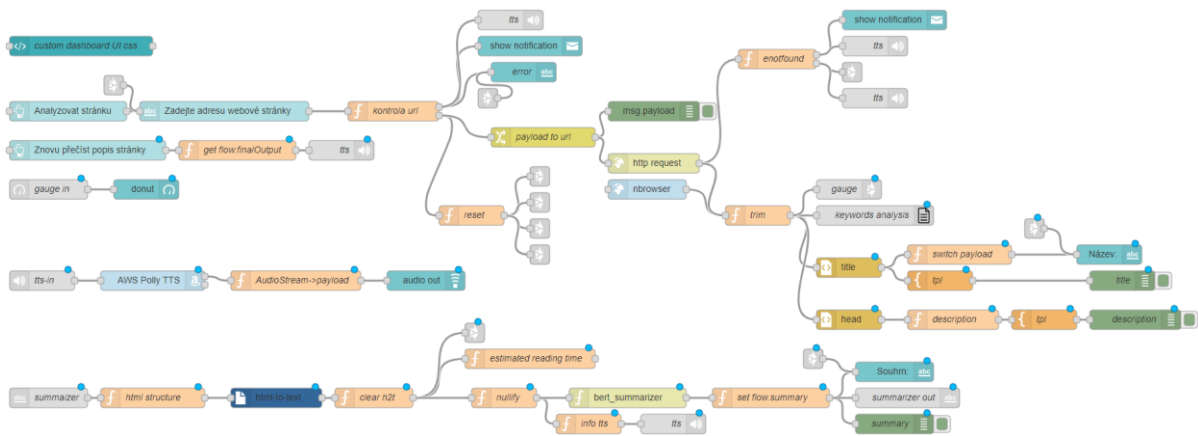 tts
show notification
show notification
custom dashboard UI css
tts
error
enotfound
Analyzovat stránku
Zadejte adresu webové stránky
kontrola url
msg.payload
tts
payload to url
Znovu přečíst popis stránky
get flow.finalOutput
tts
http request
gauge in
donut
nbrowser
gauge
reset
trim
keywords analysis
switch payload
Název:
title
tts-in
AWS Polly TTS
AudioStream->payload
audio out
tpl
title
head
description
tpl
description
estimated reading time
Souhrn:
summaizer
html structure
html-to-text
clear h2t
nullify
bert_summarizer
set flow.summary
summarizer out
info tts
tts
summary